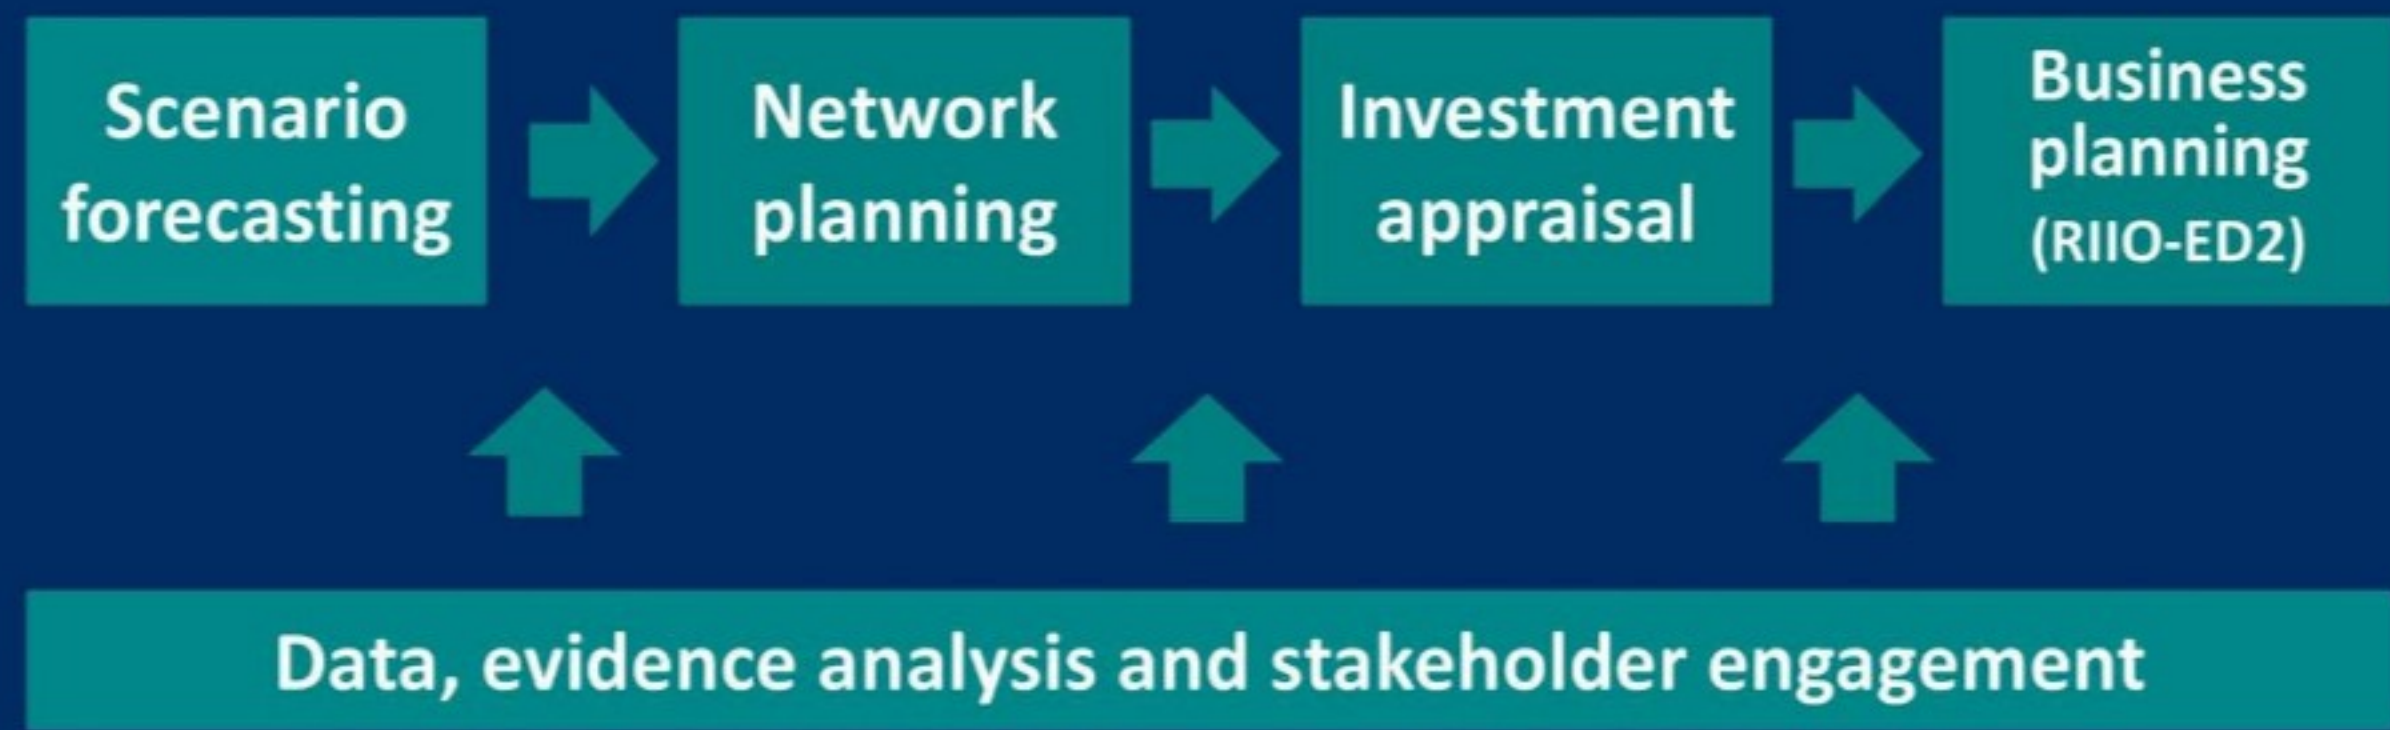 Scenario
forecasting
Network
planning
Investment
appraisal
Business
planning
(RIIO-ED2)
Data, evidence analysis and stakeholder engagement